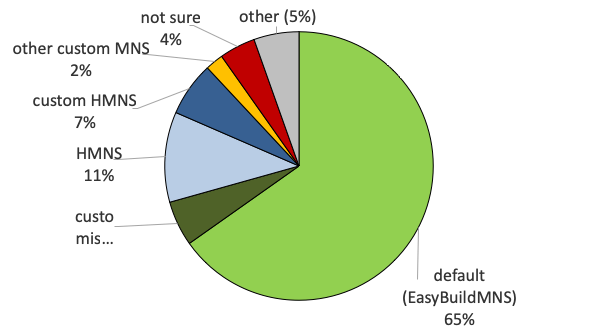 not sure
4%
other (5%)
other custom MNS
2%
custom HMNS
7%
HMNS
11%
custo
mis…
default
(EasyBuildMNS)
65%